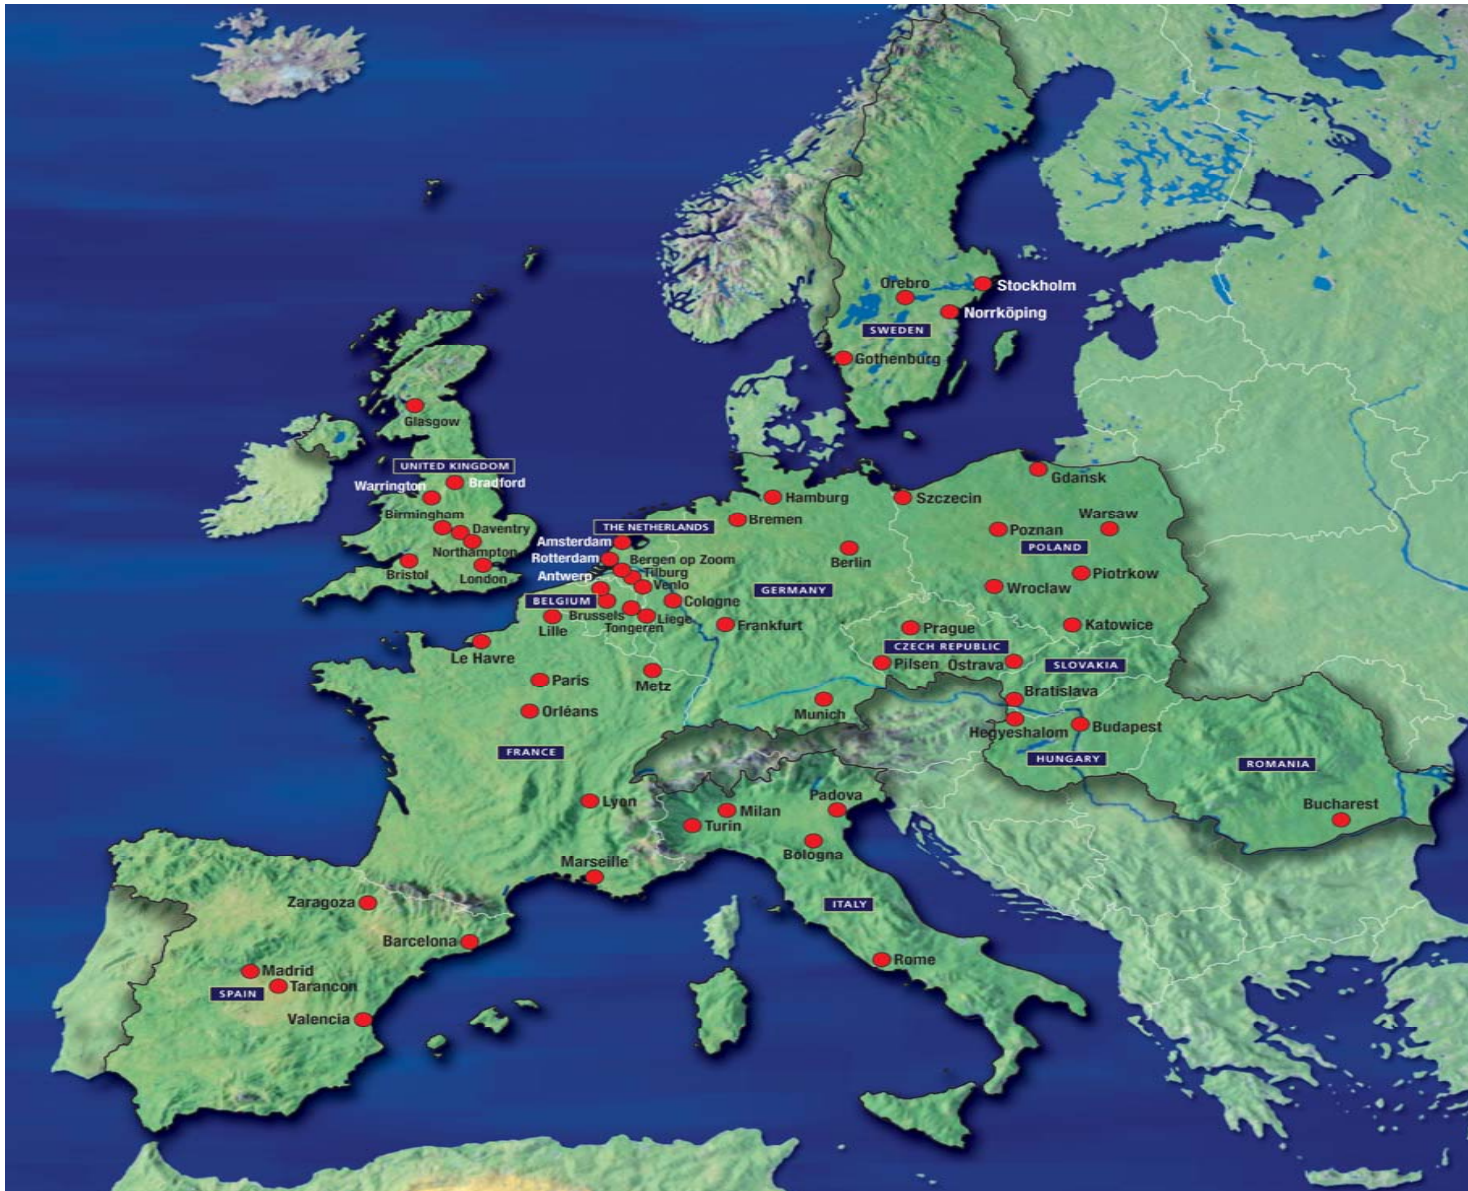 Orebro
Stockholm
Norrköping
SWEDEN
Gothenburg
Glasgow
UNITED KINGDOM
Warrington
Bradford
Birmingham
Daventry
Northampton
Bristol
London
THE NETHERLANDS
Amsterdam
Rotterdam
Bergen op Zoom
Tilburg
Venlo
Antwerp
BELGIUM
Brussels
Tongeren
Liege
Cologne
Lille
Hamburg
Bremen
Berlin
GERMANY
Frankfurt
Munich
Szczecin
Gdansk
Poznan
Warsaw
POLAND
Piotrkow
Wroclaw
Katowice
Prague
CZECH REPUBLIC
Pilsen
Ostrava
SLOVAKIA
Bratislava
Hegyeshalom
Budapest
HUNGARY
ROMANIA
Bucharest
Le Havre
París
Metz
Orléans
FRANCE
Lyon
Marseille
Milan
Padova
Turín
Bologna
ITALY
Rome
Zaragoza
Barcelona
Madrid
Tarancon
SPAIN
Valencia